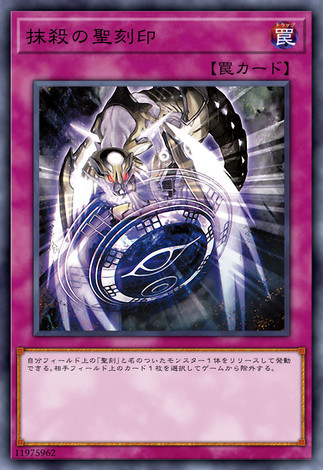 抹殺の聖刻印
トラップ
罠
【罠カード】
自分フィールド上の「聖刻」と名のついたモンスター１体をリリースして発動
できる。相手フィールド上のカード１枚を選択してゲームから除外する。
11975962